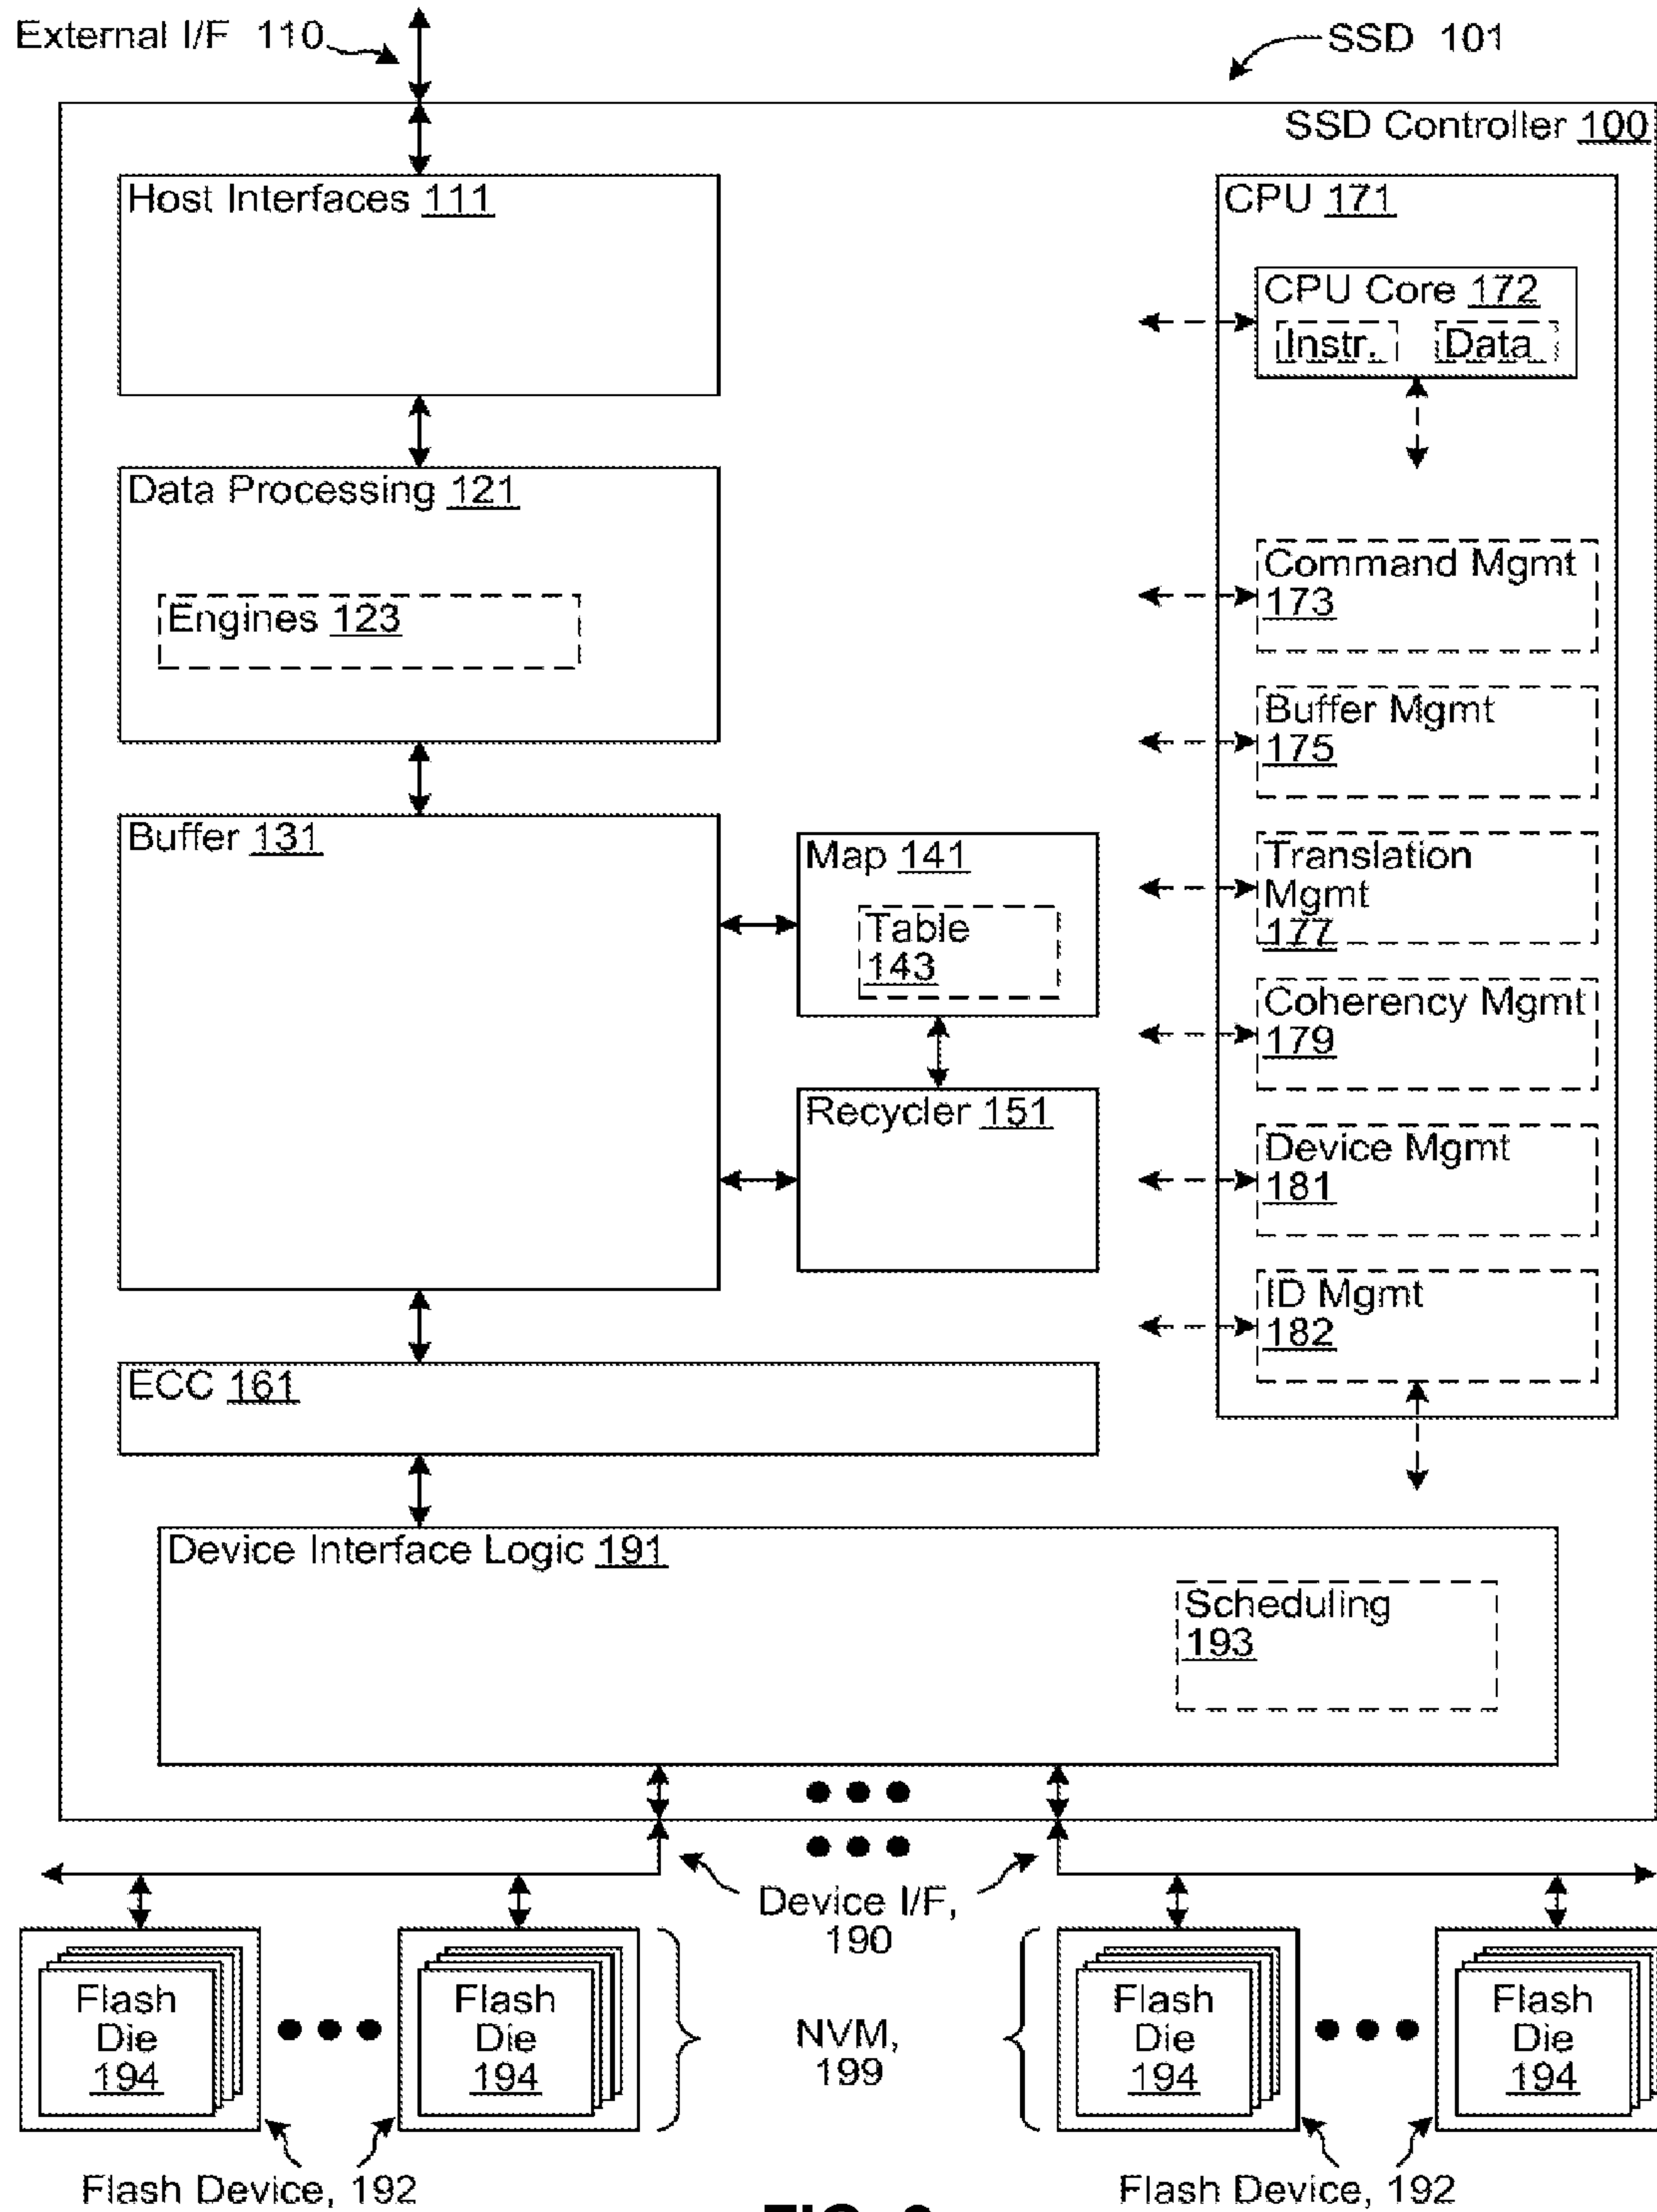 External I/F 110
SSD 101
SSD Controller 100
Host Interfaces 111
CPU 171
CPU Core 172
Instr. Data
Data Processing 121
Engines 123
Command Mgmt
173
Buffer Mgmt
175
Buffer 131
Map 141
Table
143
Translation
Mgmt
177
Coherency Mgmt
179
Recycler 151
Device Mgmt
181
ID Mgmt
182
ECC 161
Device Interface Logic 191
Scheduling
193
Device I/F,
190
Flash
Die
194
Flash
Die
194
NVM,
199
Flash
Die
194
Flash
Die
194
Flash Device, 192
Flash Device, 192